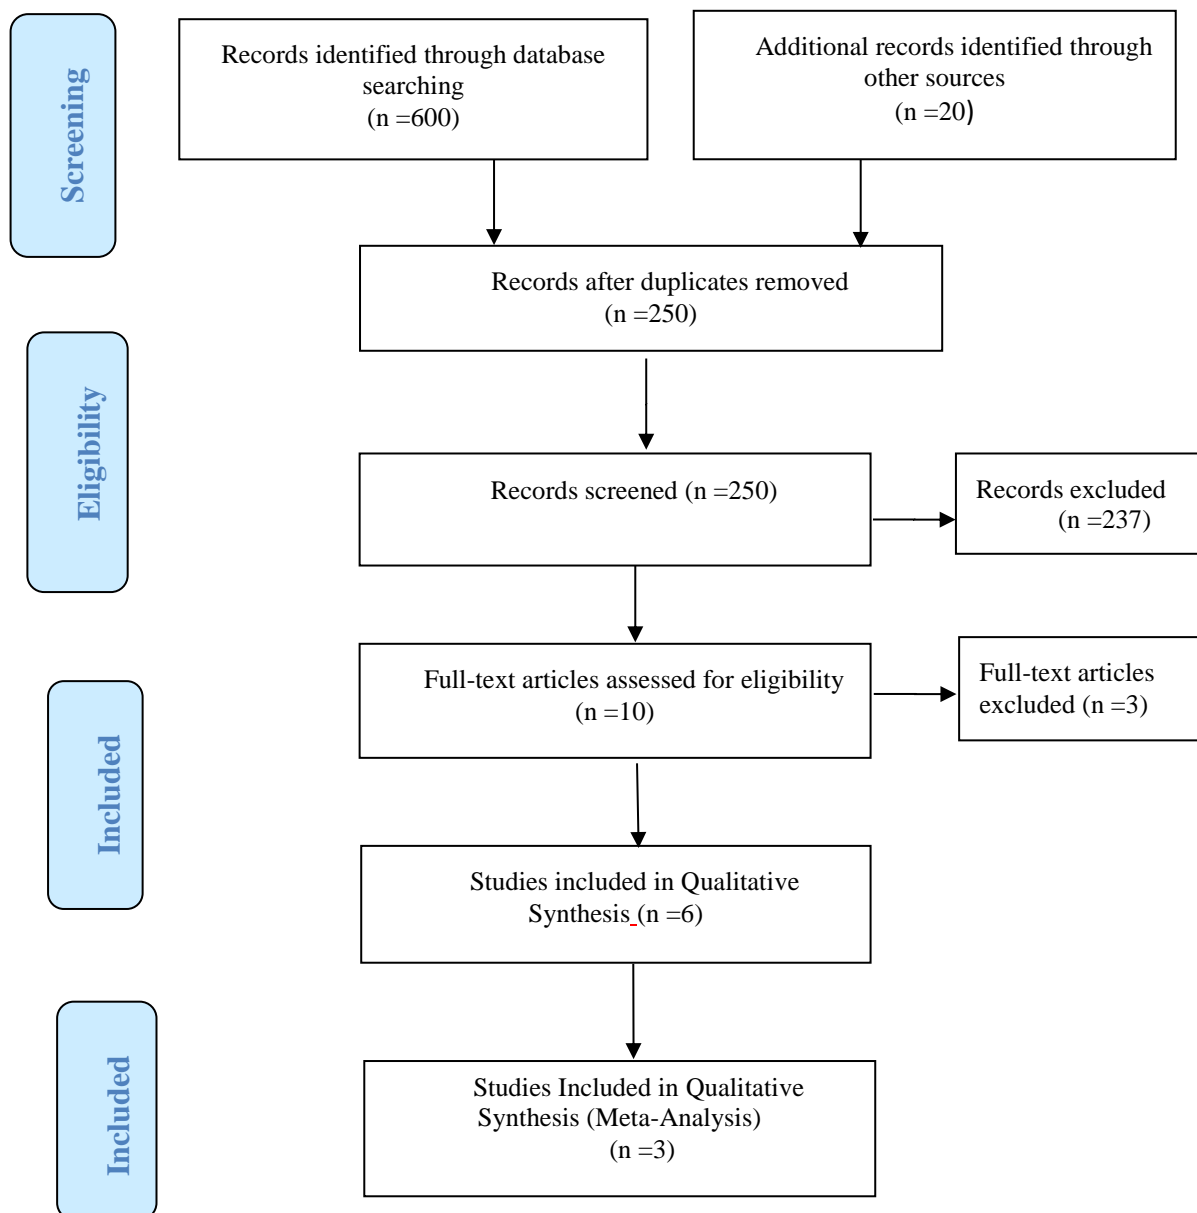 Screening
Records identified through database
searching
(n =600)
Additional records identified through
other sources
(n =20)
Records after duplicates removed
(n =250)
Eligibility
Records screened (n =250)
Records excluded
(n =237)
Full-text articles assessed for eligibility
(n =10)
Full-text articles
excluded (n =3)
Included
Studies included in Qualitative
Synthesis (n =6)
Included
Studies Included in Qualitative
Synthesis (Meta-Analysis)
(n =3)